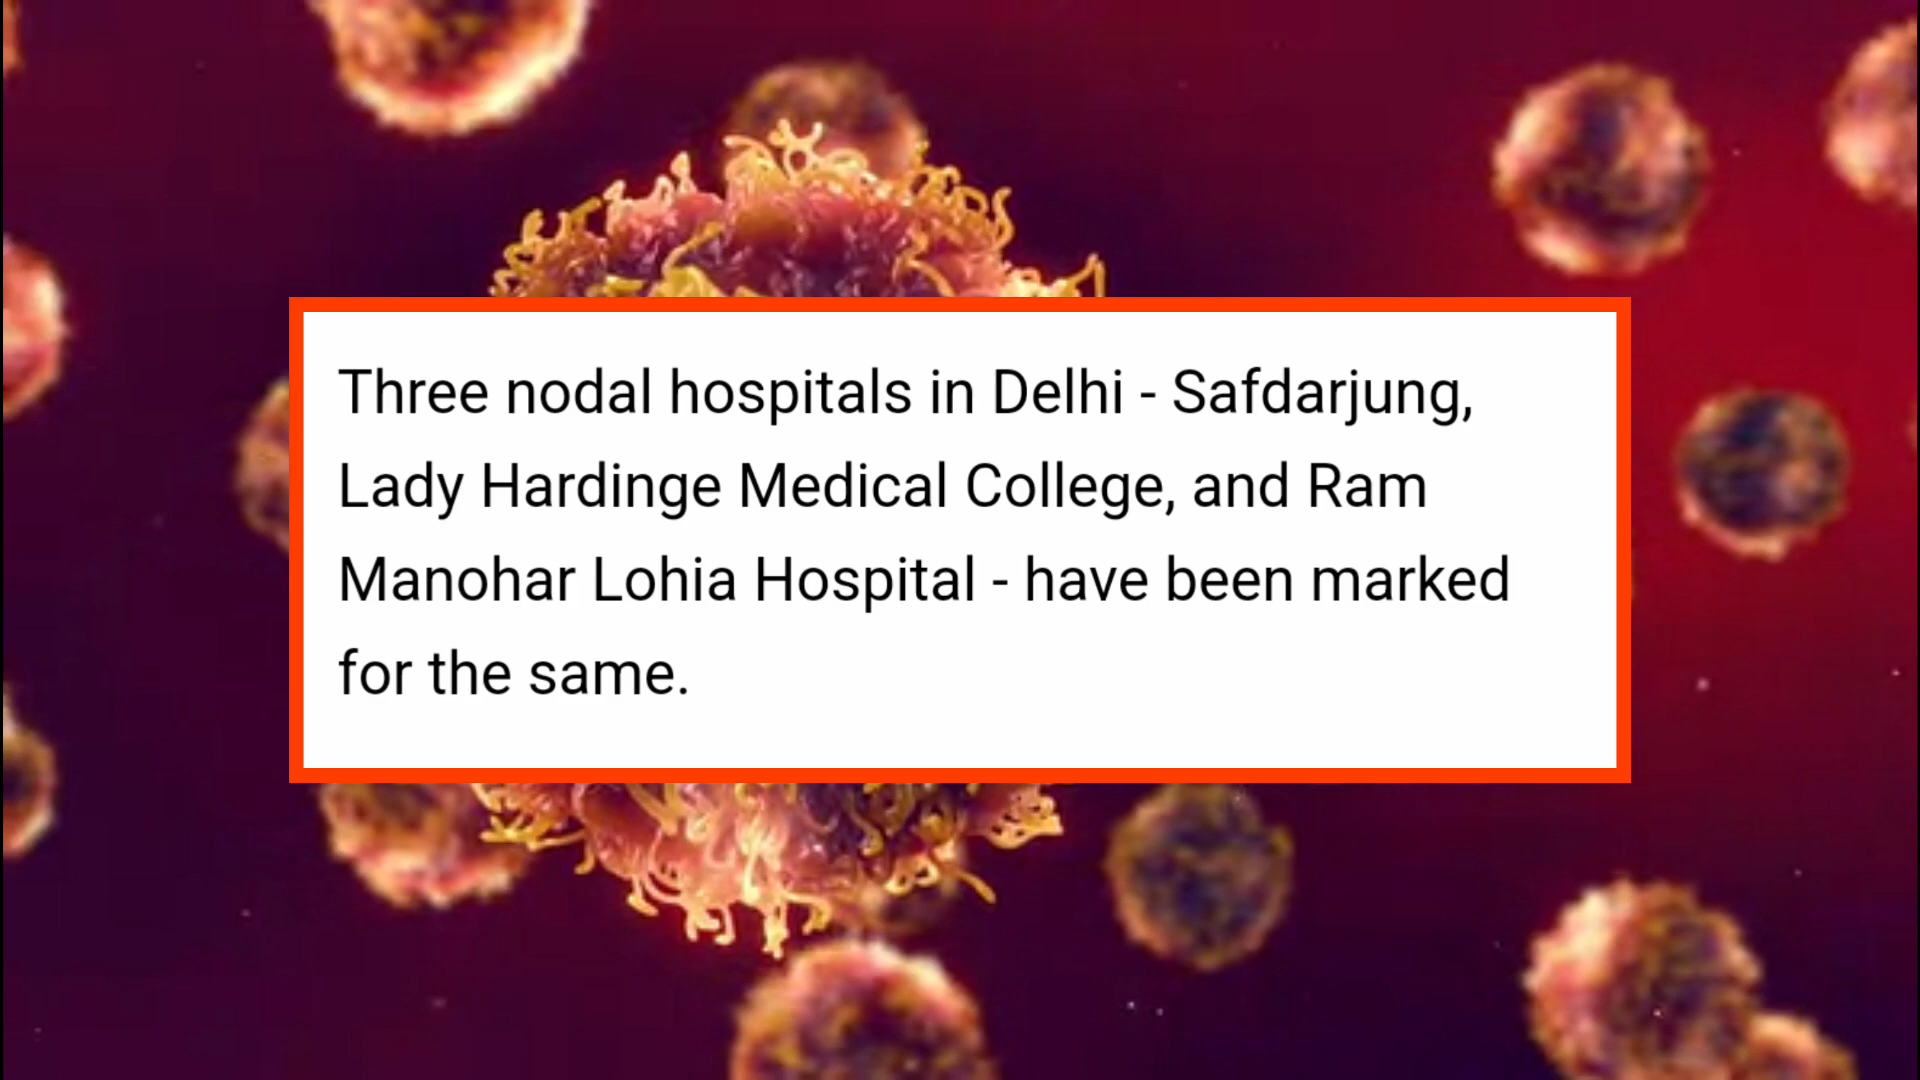 Three nodal hospitals in Delhi - Safdarjung,
Lady Hardinge Medical College, and Ram
Manohar Lohia Hospital - have been marked
for the same.